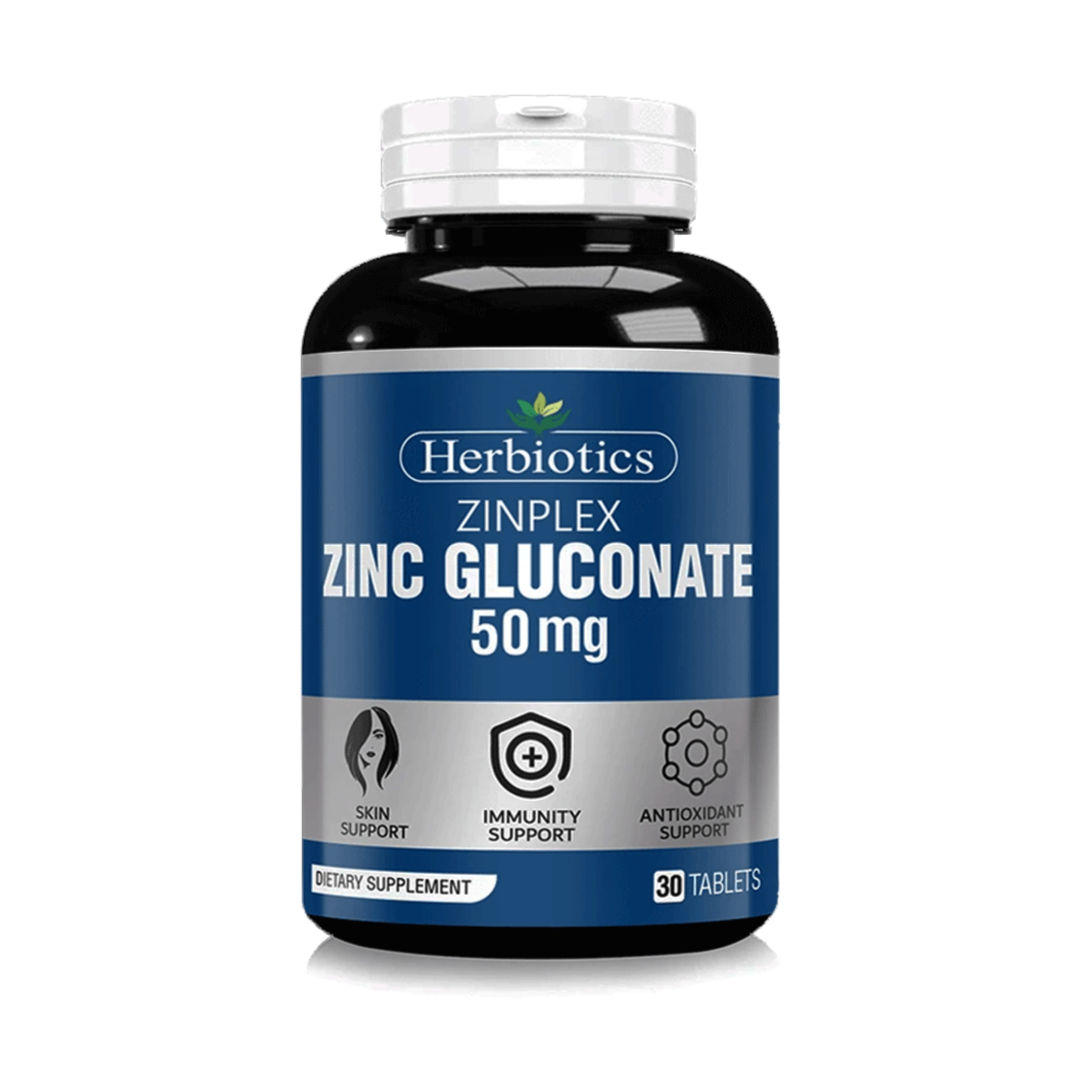 Herbiotics
ZINPLEX
ZINC GLUCONATE
50mg
SKIN
SUPPORT
IMMUNITY
SUPPORT
ANTIOXIDANT
SUPPORT
DIETARY SUPPLEMENT
30 TABLETS